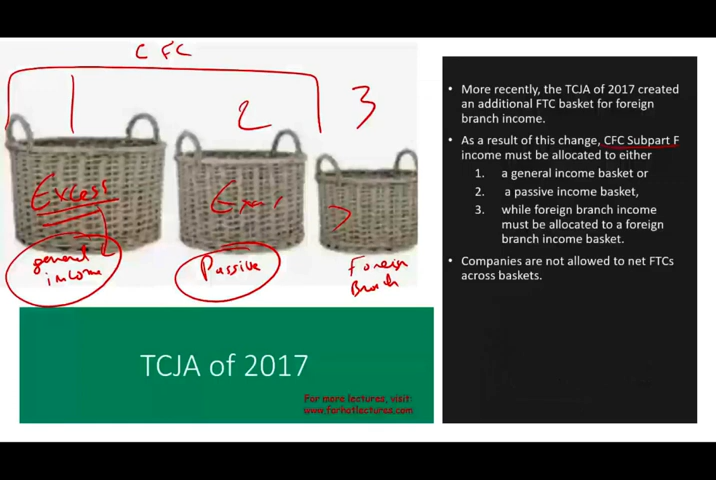 CFC
1
2
3
Excess
general
income
Passive
Foreign
Branch
TCJA of 2017
For more lectures, visit:
www.farhatlectures.com
• More recently, the TCJA of 2017 created
an additional FTC basket for foreign
branch income.
• As a result of this change, CFC Subpart F
income must be allocated to either
1. a general income basket or
2. a passive income basket,
3. while foreign branch income
must be allocated to a foreign
branch income basket.
• Companies are not allowed to net FTCs
across baskets.